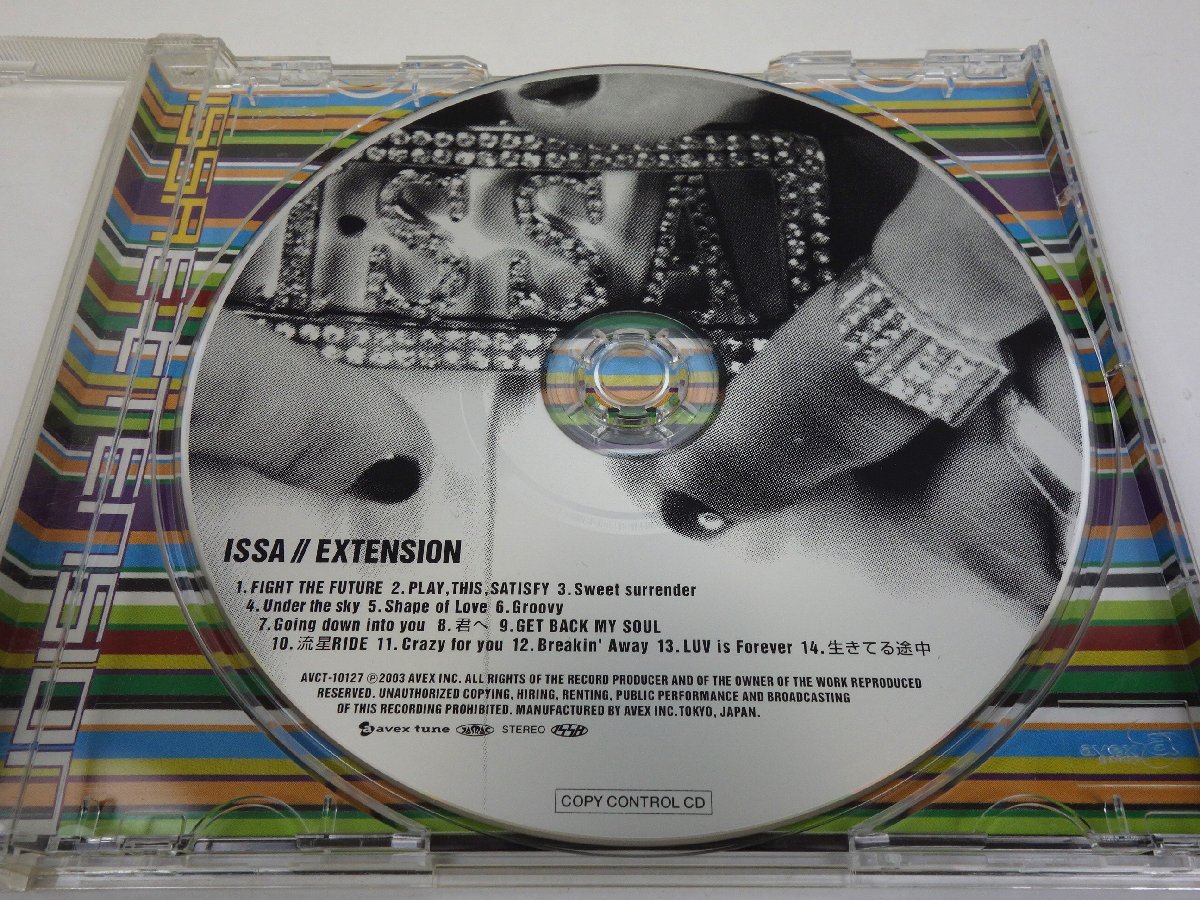 ISSA
ISSA EXTENSION
ISSA // EXTENSION
1.FIGHT THE FUTURE 2.PLAY,THIS,SATISFY 3.Sweet surrender
4.Under the sky 5.Shape of Love 6.Groovy
7.Going down into you 8.君へ 9.GET BACK MY SOUL
10.流星RIDE 11.Crazy for you 12.Breakin' Away 13.LUV is Forever 14.生きてる途中
AVCT-10127 ℗2003 AVEX INC. ALL RIGHTS OF THE RECORD PRODUCER AND OF THE OWNER OF THE WORK REPRODUCED
RESERVED. UNAUTHORIZED COPYING, HIRING, RENTING, PUBLIC PERFORMANCE AND BROADCASTING
OF THIS RECORDING PROHIBITED. MANUFACTURED BY AVEX INC.TOKYO, JAPAN.
avex tune JASRAC STEREO ISSA
COPY CONTROL CD
avex